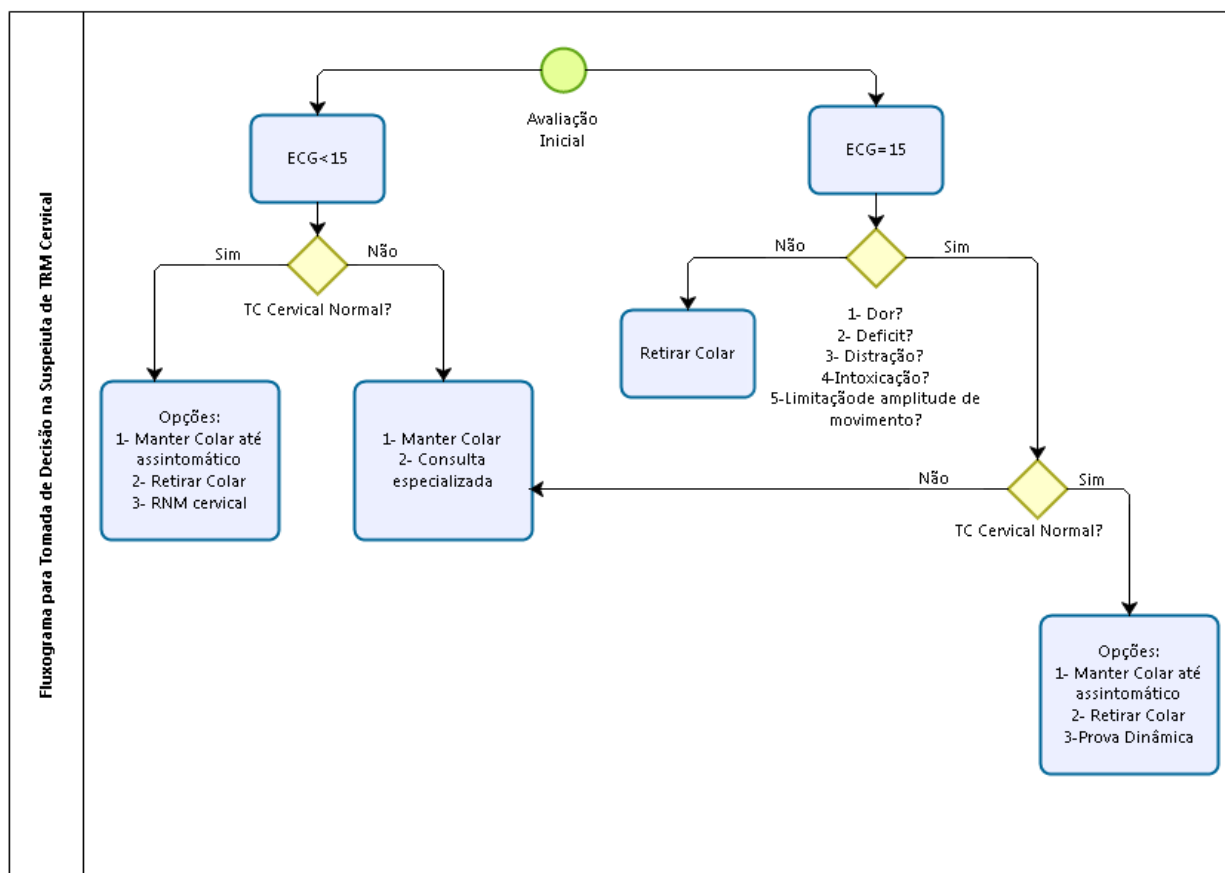 Fluxograma para Tomada de Decisão na Suspeiuta de TRM Cervical
Avaliação
Inicial
ECG<15
ECG=15
Sim
Não
TC Cervical Normal?
Não
Sim
1- Dor?
2- Deficit?
3- Distração?
4-Intoxicação?
5-Limitaçãode amplitude de
movimento?
Retirar Colar
Opções:
1- Manter Colar até
assintomático
2- Retirar Colar
3- RNM cervical
1- Manter Colar
2- Consulta
especializada
Não
Sim
TC Cervical Normal?
Opções:
1- Manter Colar até
assintomático
2- Retirar Colar
3-Prova Dinâmica